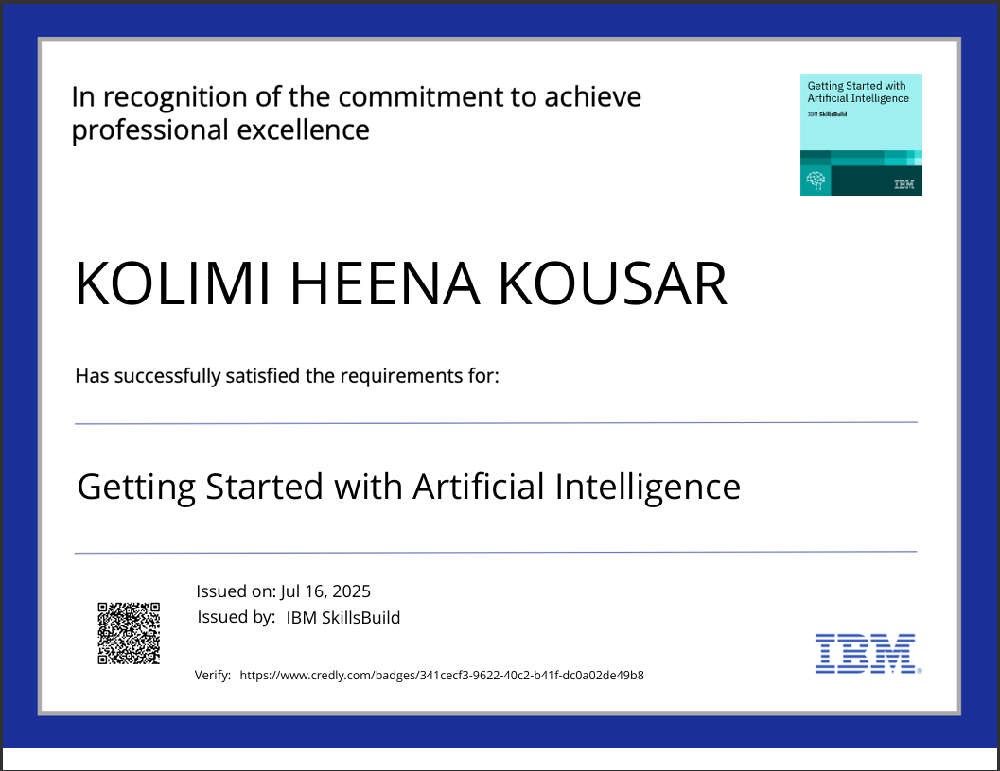 In recognition of the commitment to achieve
professional excellence
Getting Started with
Artificial Intelligence
IBM SkillsBuild
IBM
KOLIMI HEENA KOUSAR
Has successfully satisfied the requirements for:
Getting Started with Artificial Intelligence
Issued on: Jul 16, 2025
Issued by: IBM SkillsBuild
Verify: https://www.credly.com/badges/341cecf3-9622-40c2-b41f-dc0a02de49b8
IBM®